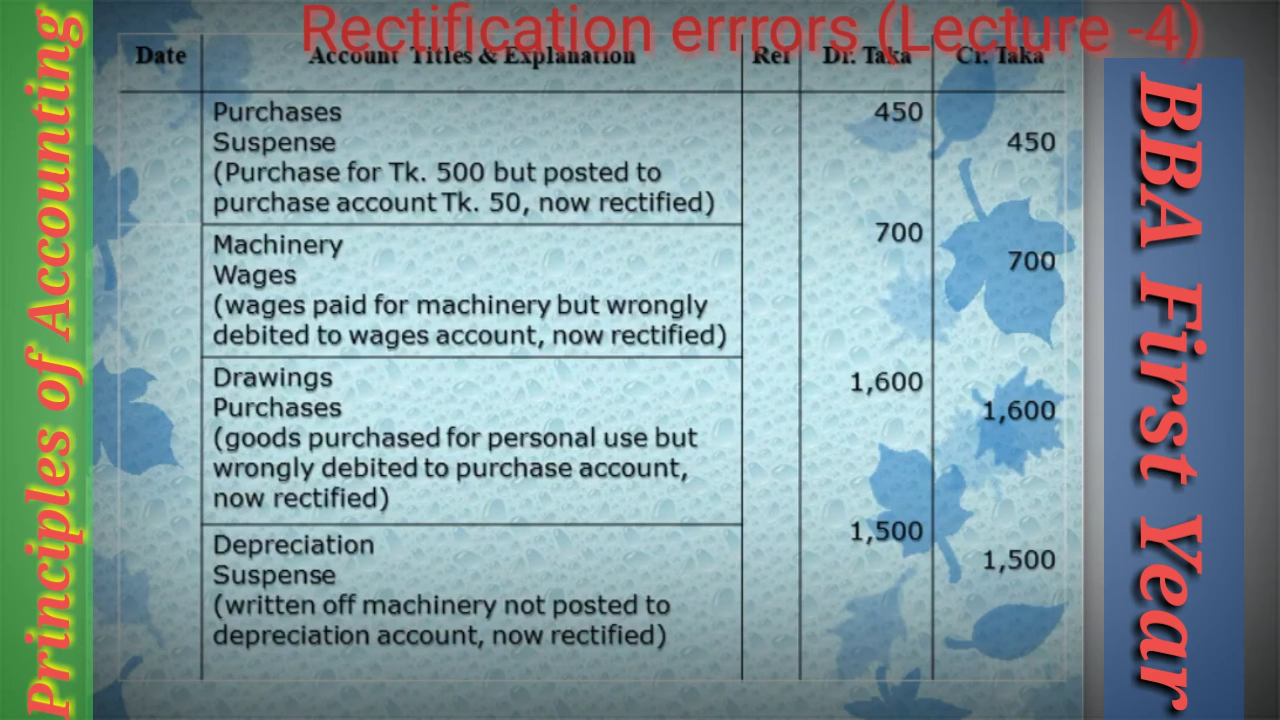 Rectification errrors (Lecture -4)
Principles of Accounting
BBA First Year
Date Account Titles & Explanation Ref Dr. Taka Cr. Taka
Purchases 450
Suspense 450
(Purchase for Tk. 500 but posted to
purchase account Tk. 50, now rectified)
Machinery 700
Wages 700
(wages paid for machinery but wrongly
debited to wages account, now rectified)
Drawings 1,600
Purchases 1,600
(goods purchased for personal use but
wrongly debited to purchase account,
now rectified)
Depreciation 1,500
Suspense 1,500
(written off machinery not posted to
depreciation account, now rectified)